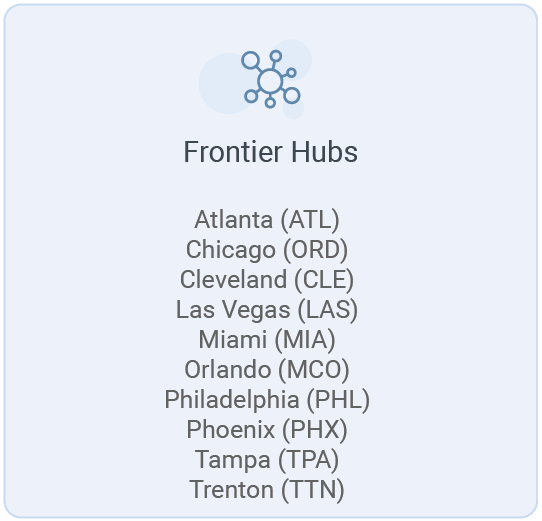 Frontier Hubs
Atlanta (ATL)
Chicago (ORD)
Cleveland (CLE)
Las Vegas (LAS)
Miami (MIA)
Orlando (MCO)
Philadelphia (PHL)
Phoenix (PHX)
Tampa (TPA)
Trenton (TTN)